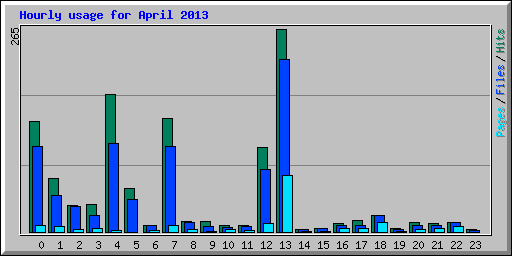 Hourly usage for April 2013
265
Pages/Files/Hits
0 1 2 3 4 5 6 7 8 9 10 11 12 13 14 15 16 17 18 19 20 21 22 23